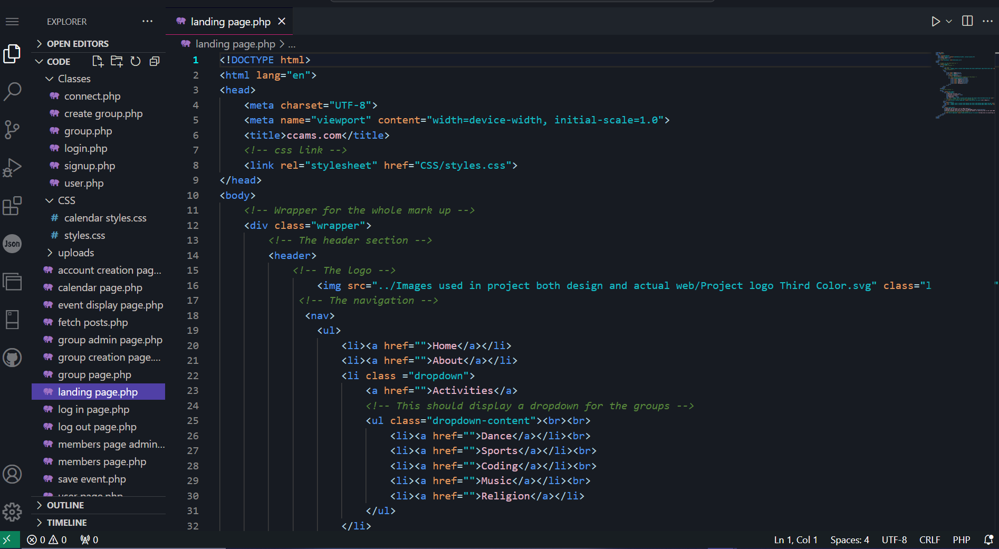 EXPLORER
OPEN EDITORS
CODE
Classes
connect.php
create group.php
group.php
login.php
signup.php
user.php
CSS
# calendar styles.css
# styles.css
uploads
account creation pag...
calendar page.php
event display page.php
fetch posts.php
group admin page.php
group creation page....
group page.php
landing page.php
log in page.php
log out page.php
members page admin...
members page.php
save event.php
user page.php
OUTLINE
TIMELINE
Json
landing page.php
landing page.php > ...
1 <!DOCTYPE html>
2 <html lang="en">
3 <head>
4 <meta charset="UTF-8">
5 <meta name="viewport" content="width=device-width, initial-scale=1.0">
6 <title>ccams.com</title>
7 <!-- css link -->
8 <link rel="stylesheet" href="CSS/styles.css">
9 </head>
10 <body>
11 <!-- Wrapper for the whole mark up -->
12 <div class="wrapper">
13 <!-- The header section -->
14 <header>
15 <!-- The logo -->
16 <img src="../Images used in project both design and actual web/Project logo Third Color.svg" class="l "
17 <!-- The navigation -->
18 <nav>
19 <ul>
20 <li><a href="">Home</a></li>
21 <li><a href="">About</a></li>
22 <li class ="dropdown">
23 <a href="">Activities</a>
24 <!-- This should display a dropdown for the groups -->
25 <ul class="dropdown-content"><br><br>
26 <li><a href="">Dance</a></li><br>
27 <li><a href="">Sports</a></li><br>
28 <li><a href="">Coding</a></li><br>
29 <li><a href="">Music</a></li><br>
30 <li><a href="">Religion</a></li>
31 </ul>
32 </li>
0 0 0
Ln 1, Col 1 Spaces: 4 UTF-8 CRLF PHP